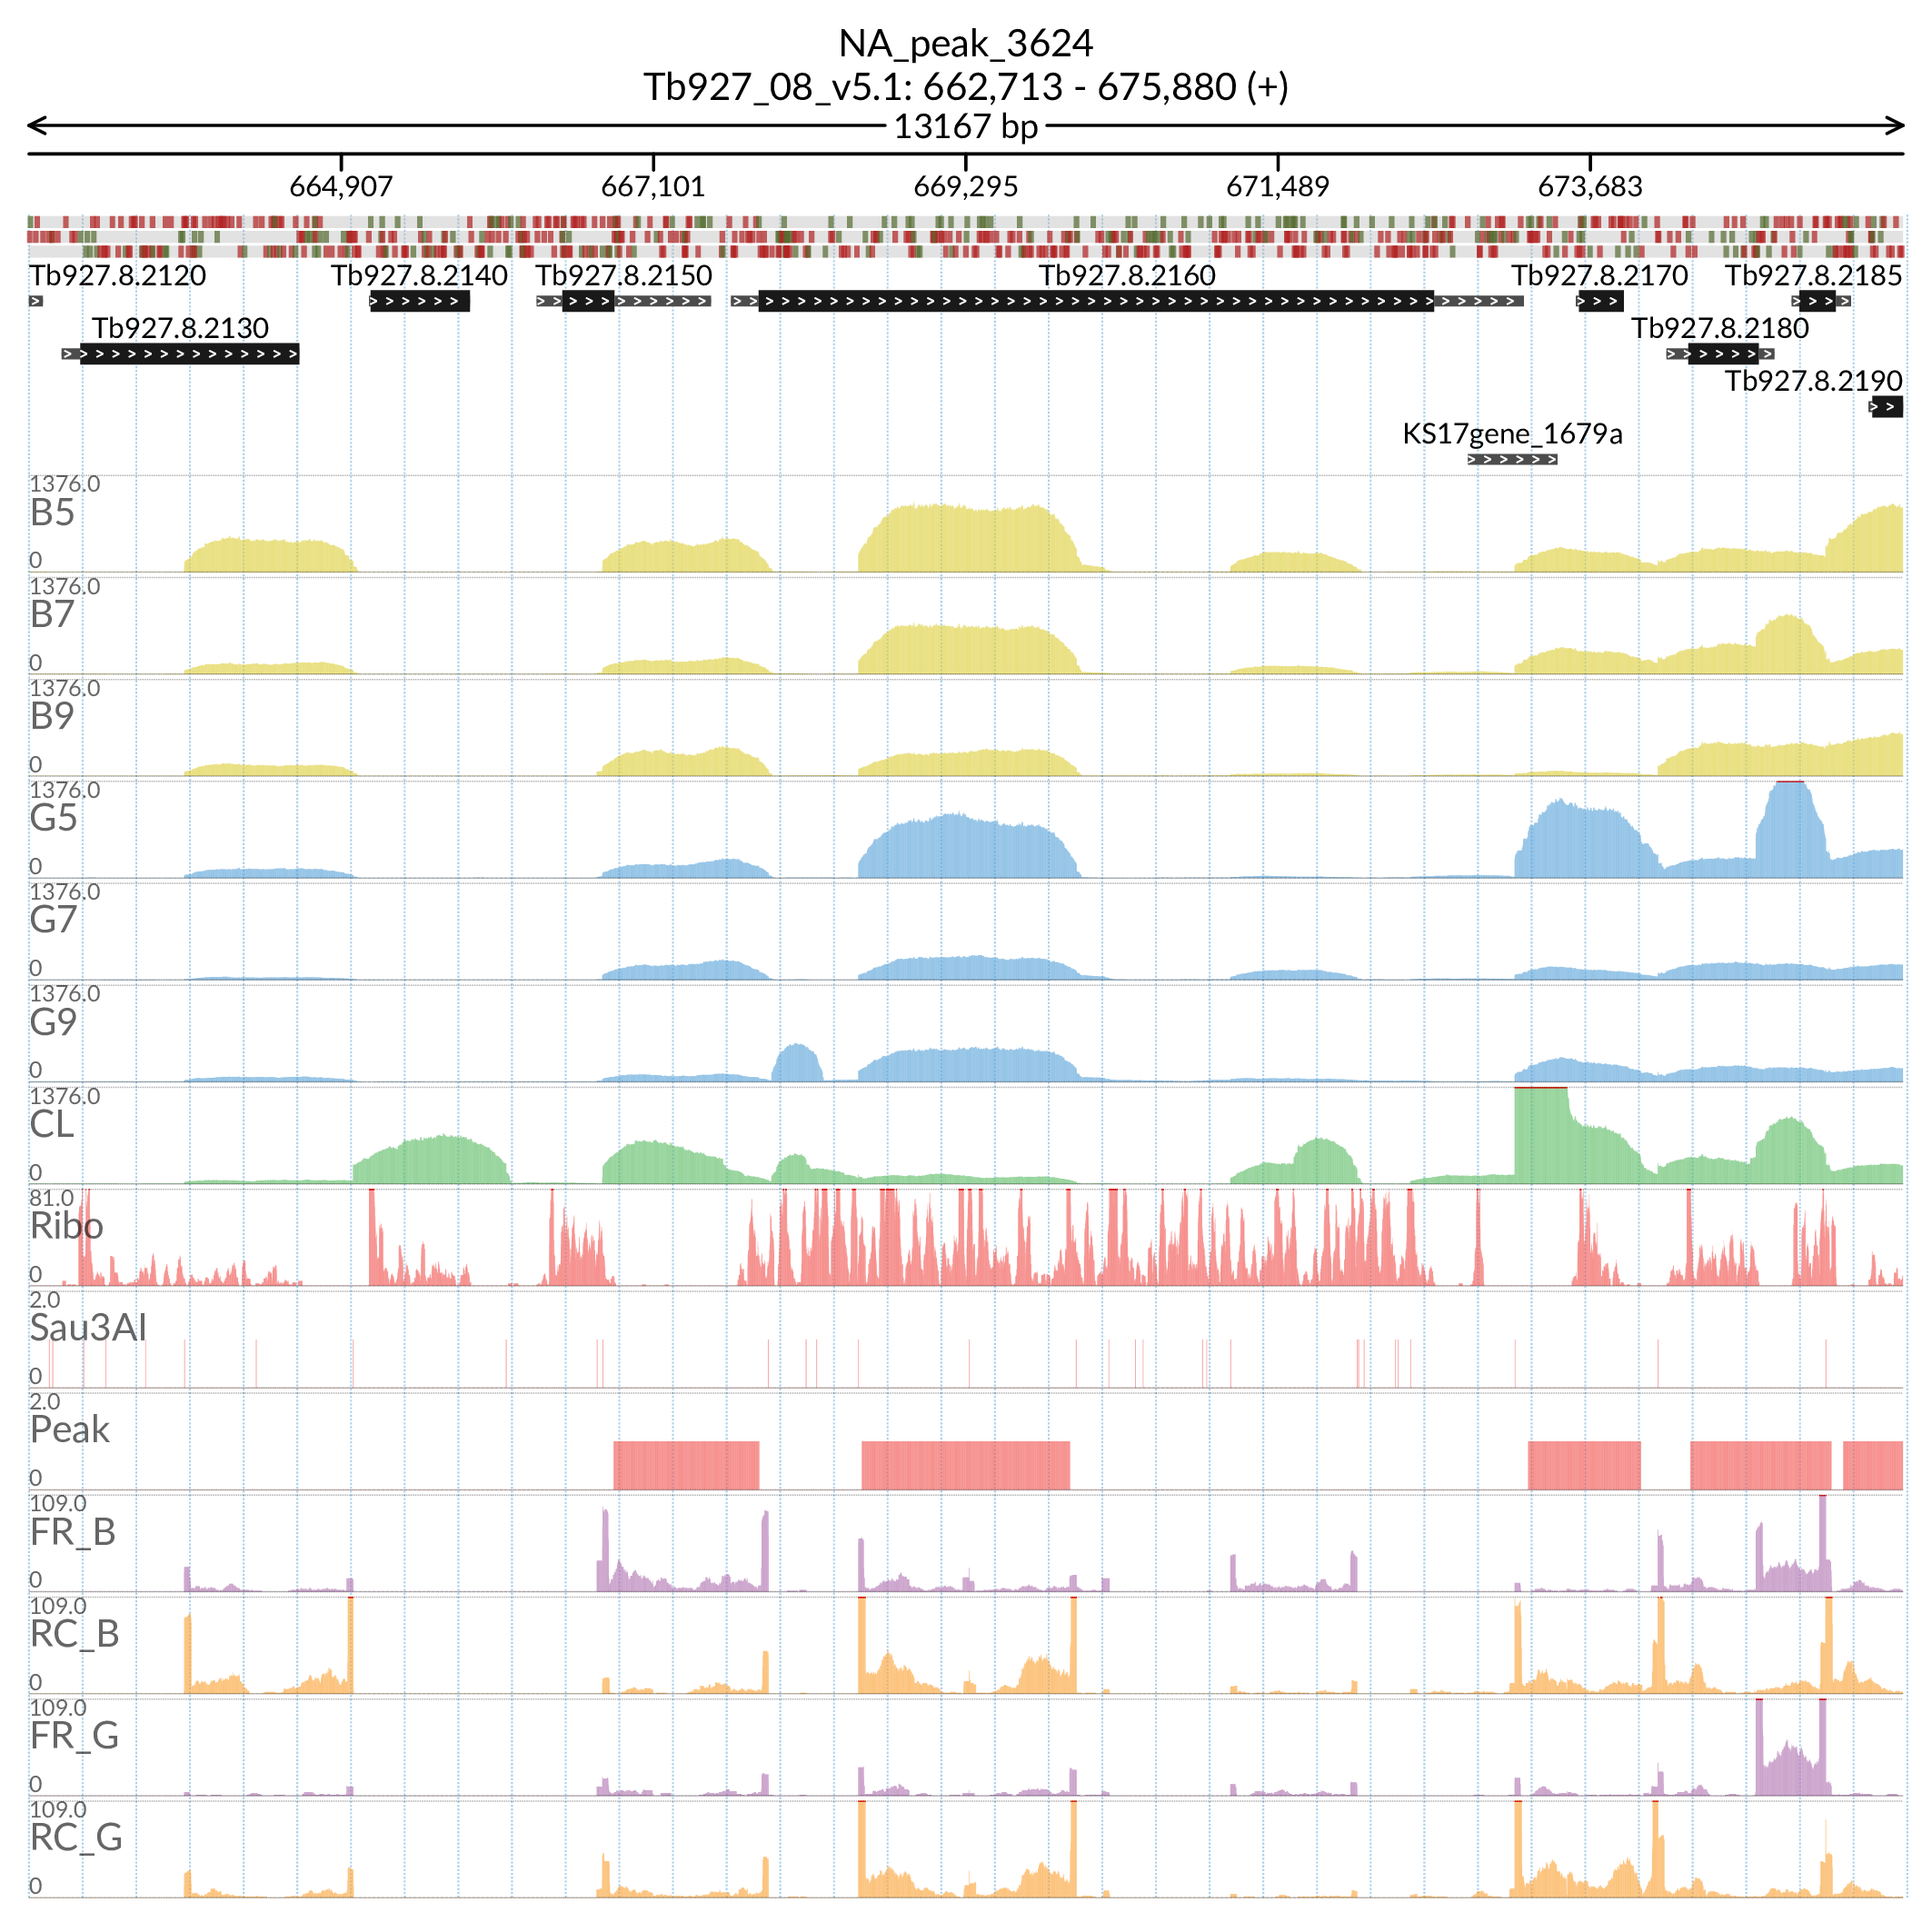 NA_peak_3624
Tb927_08_v5.1: 662,713 - 675,880 (+)
13167 bp
664,907 667,101 669,295 671,489 673,683
Tb927.8.2120 Tb927.8.2140 Tb927.8.2150 Tb927.8.2160 Tb927.8.2170 Tb927.8.2185
Tb927.8.2130 Tb927.8.2180
Tb927.8.2190
KS17gene_1679a
1376.0
B5
0
1376.0
B7
0
1376.0
B9
0
1376.0
G5
0
1376.0
G7
0
1376.0
G9
0
1376.0
CL
0
81.0
Ribo
0
2.0
Sau3AI
0
2.0
Peak
0
109.0
FR_B
0
109.0
RC_B
0
109.0
FR_G
0
109.0
RC_G
0